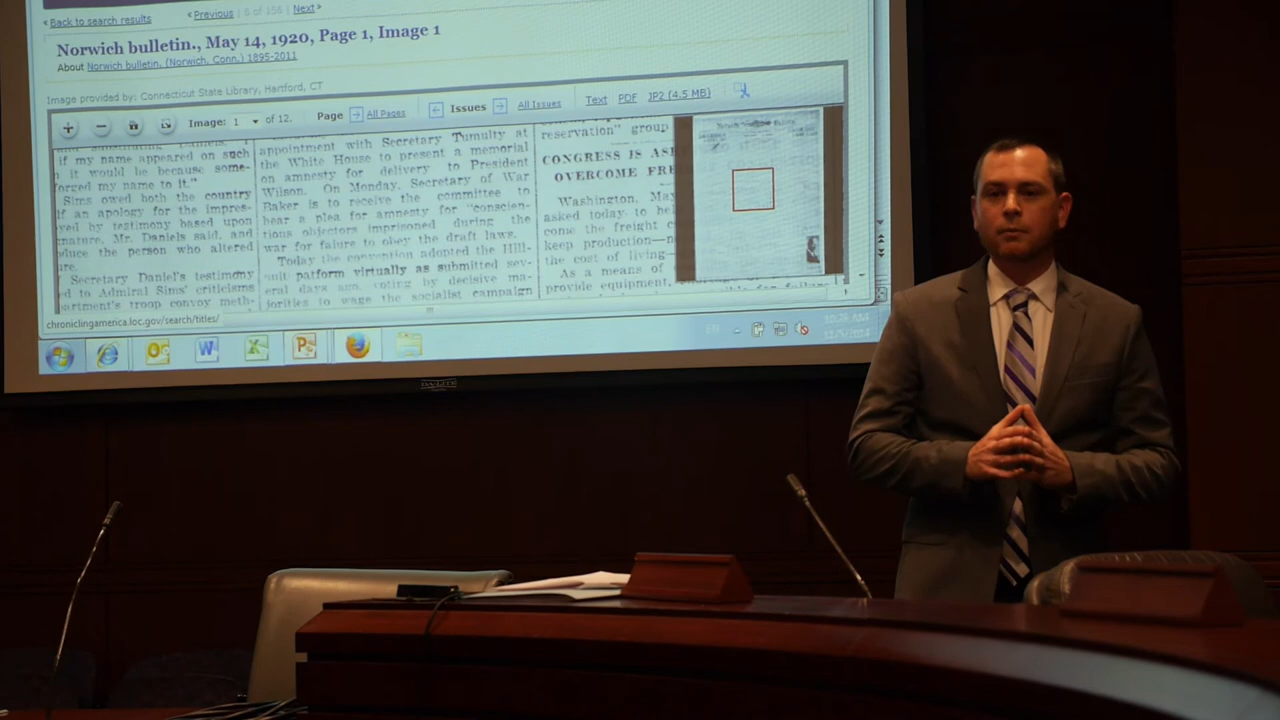 Back to search results
Previous | 6 of 156 | Next
Norwich bulletin., May 14, 1920, Page 1, Image 1
About Norwich bulletin. (Norwich, Conn.) 1895-2011
Image provided by: Connecticut State Library, Hartford, CT
Image: 1 of 12. Page All Pages Issues All Issues Text PDF JP2 (4.5 MB)
if my name appeared on such
it would be because some-
forged my name to it."
Sims owed both the country
an apology for the impres-
by testimony based upon
Mr. Daniels said, and
the person who altered
Secretary Daniel's testimony
to Admiral Sims' criticisms
troop convoy meth-
appointment with Secretary Tumulty at
the White House to present a memorial
on amnesty for delivery to President
Wilson. On Monday, Secretary of War
Baker is to receive the committee to
hear a plea for amnesty for "conscien-
tious objectors imprisoned during the
war for failure to obey the draft laws.
Today the convention adopted the Hill-
quit patform virtually as submitted sev-
eral days ago, voting by decisive ma-
jorities to wage the socialist campaign
reservation" group
CONGRESS IS
OVERCOME
Washington, May
asked today to
come the freight
keep production—
the cost of living—
As a means of
provide equipment,
chroniclingamerica.loc.gov/search/titles/
EN
DA-LITE